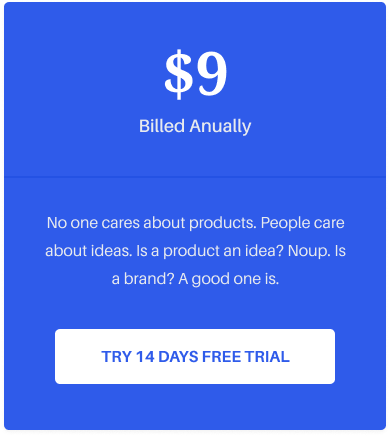 $9
Billed Anually
No one cares about products. People care
about ideas. Is a product an idea? Noup. Is
a brand? A good one is.
TRY 14 DAYS FREE TRIAL